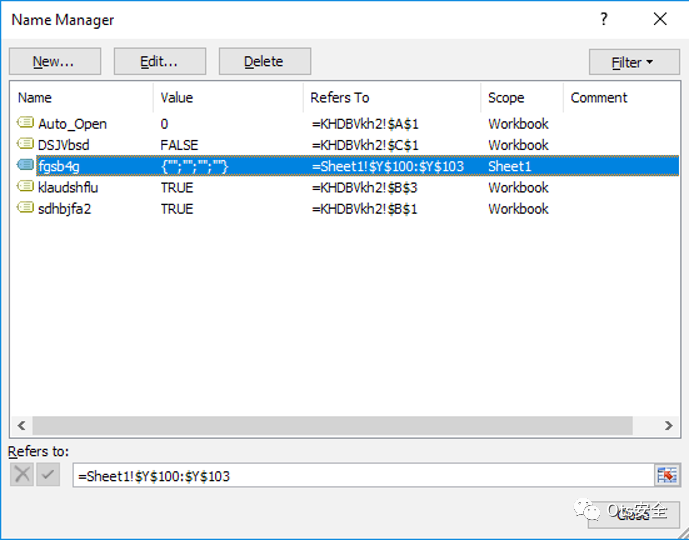 Name Manager
? 
New... Edit... Delete Filter
Name Value Refers To Scope Comment
Auto_Open 0 =KHDBVkh2!$A$1 Workbook
DSJVbsd FALSE =KHDBVkh2!$C$1 Workbook
fgsb4g {"";"";"";""} =Sheet1!$Y$100:$Y$103 Sheet1
klaudshflu TRUE =KHDBVkh2!$B$3 Workbook
sdhbjfa2 TRUE =KHDBVkh2!$B$1 Workbook
Refers to:
=Sheet1!$Y$100:$Y$103
Close
Ots安全